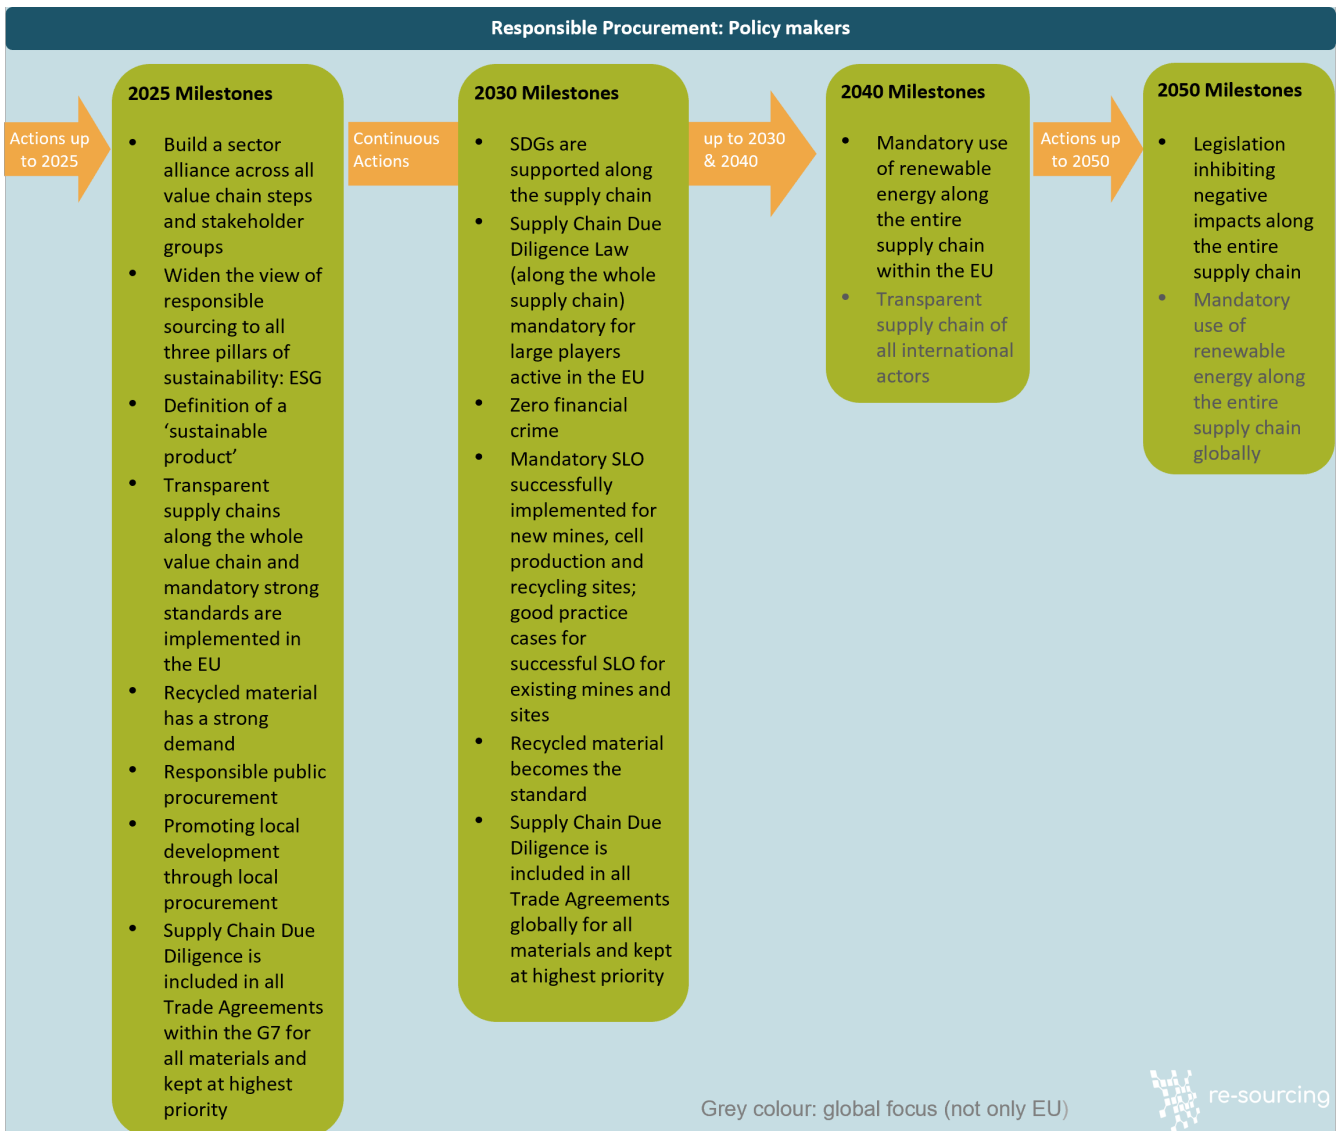 Responsible Procurement: Policy makers
Actions up
to 2025
2025 Milestones
• Build a sector
alliance across all
value chain steps
and stakeholder
groups
• Widen the view of
responsible
sourcing to all
three pillars of
sustainability: ESG
• Definition of a
‘sustainable
product’
• Transparent
supply chains
along the whole
value chain and
mandatory strong
standards are
implemented in
the EU
• Recycled material
has a strong
demand
• Responsible public
procurement
• Promoting local
development
through local
procurement
• Supply Chain Due
Diligence is
included in all
Trade Agreements
within the G7 for
all materials and
kept at highest
priority
Continuous
Actions
2030 Milestones
• SDGs are
supported along
the supply chain
• Supply Chain Due
Diligence Law
(along the whole
supply chain)
mandatory for
large players
active in the EU
• Zero financial
crime
• Mandatory SLO
successfully
implemented for
new mines, cell
production and
recycling sites;
good practice
cases for
successful SLO for
existing mines and
sites
• Recycled material
becomes the
standard
• Supply Chain Due
Diligence is
included in all
Trade Agreements
globally for all
materials and kept
at highest priority
up to 2030
& 2040
2040 Milestones
• Mandatory use
of renewable
energy along
the entire
supply chain
within the EU
• Transparent
supply chain of
all international
actors
Actions up
to 2050
2050 Milestones
• Legislation
inhibiting
negative
impacts along
the entire
supply chain
• Mandatory
use of
renewable
energy along
the entire
supply chain
globally
Grey colour: global focus (not only EU)
re-sourcing